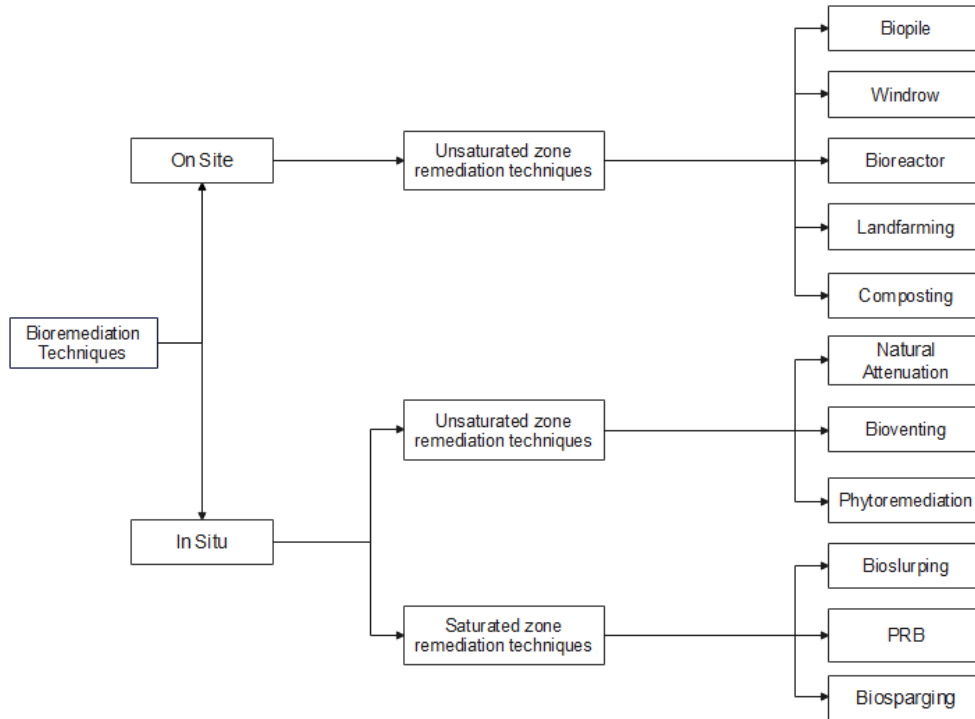 Biopile
Windrow
On Site
Unsaturated zone
remediation techniques
Bioreactor
Landfarming
Composting
Bioremediation
Techniques
Natural
Attenuation
Unsaturated zone
remediation techniques
Bioventing
Phytoremediation
In Situ
Bioslurping
Saturated zone
remediation techniques
PRB
Biosparging